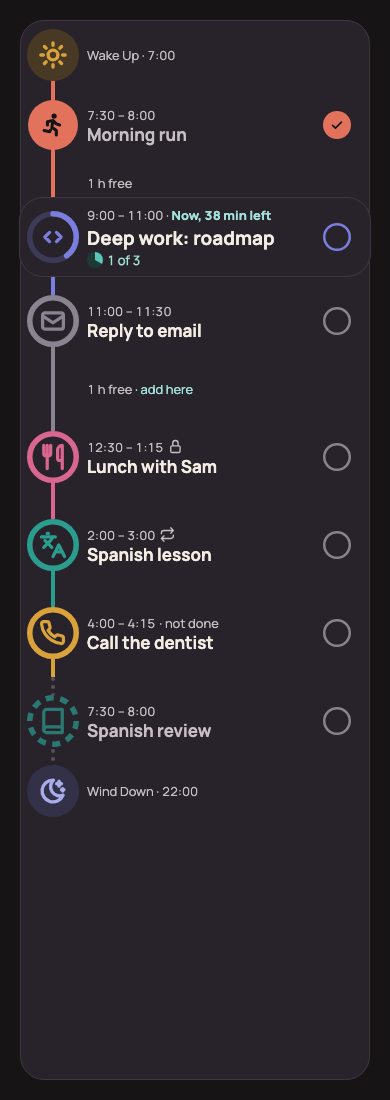 Wake Up · 7:00
7:30 – 8:00
Morning run
1 h free
9:00 – 11:00 · Now, 38 min left
Deep work: roadmap
1 of 3
11:00 – 11:30
Reply to email
1 h free · add here
12:30 – 1:15
Lunch with Sam
2:00 – 3:00
Spanish lesson
4:00 – 4:15 · not done
Call the dentist
7:30 – 8:00
Spanish review
Wind Down · 22:00